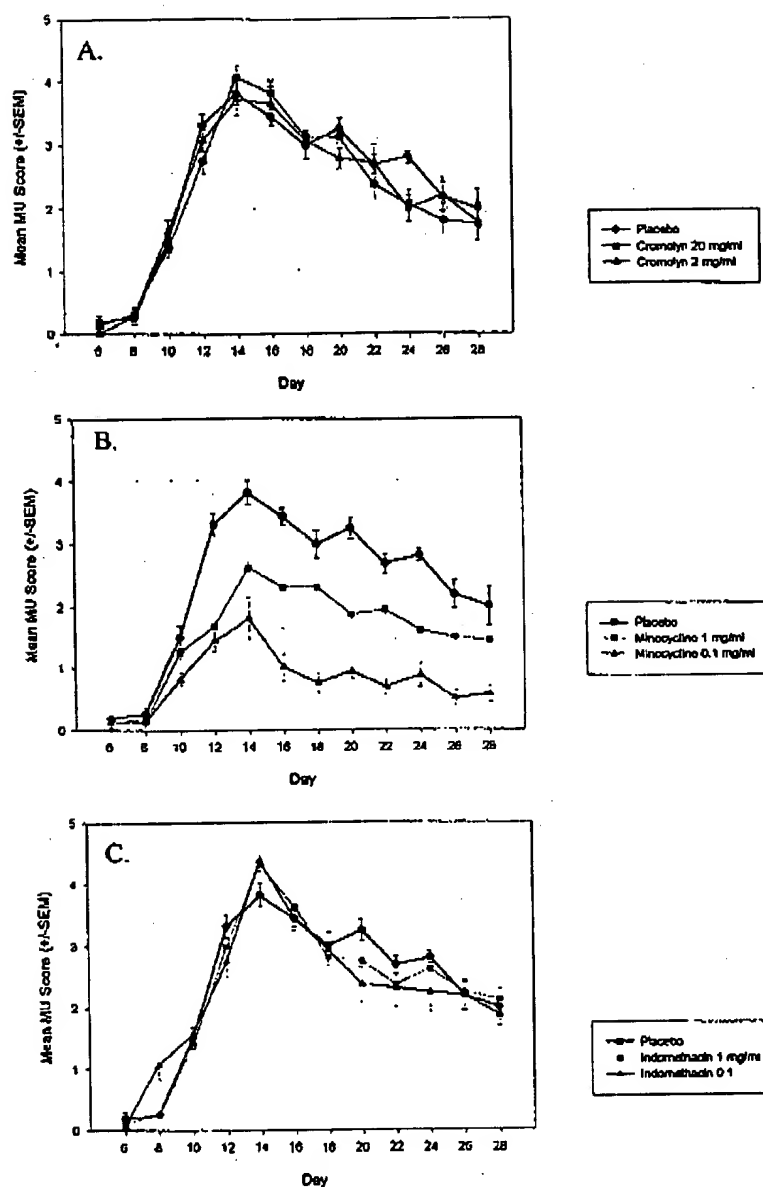 A.
Mean MU Score (+/-SEM)
5
4
3
2
1
0
6 8 10 12 14 16 18 20 22 24 26 28
Day
Placebo
Cromolyn 20 mg/ml
Cromolyn 2 mg/ml
B.
Mean MU Score (+/-SEM)
5
4
3
2
1
0
6 8 10 12 14 16 18 20 22 24 26 28
Day
Placebo
Minocycline 1 mg/ml
Minocycline 0.1 mg/ml
C.
Mean MU Score (+/-SEM)
5
4
3
2
1
0
6 8 10 12 14 16 18 20 22 24 26 28
Day
Placebo
Indomethacin 1 mg/ml
Indomethacin 0.1